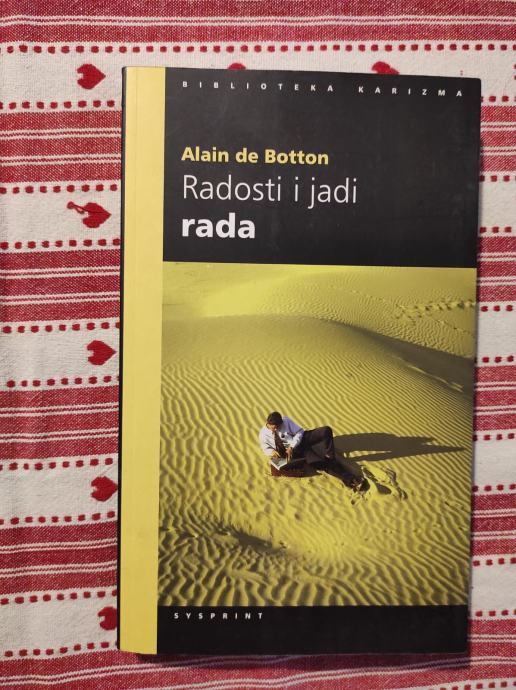 BIBLIOTEKA KARIZMA
Alain de Botton
Radosti i jadi
rada
SYSPRINT